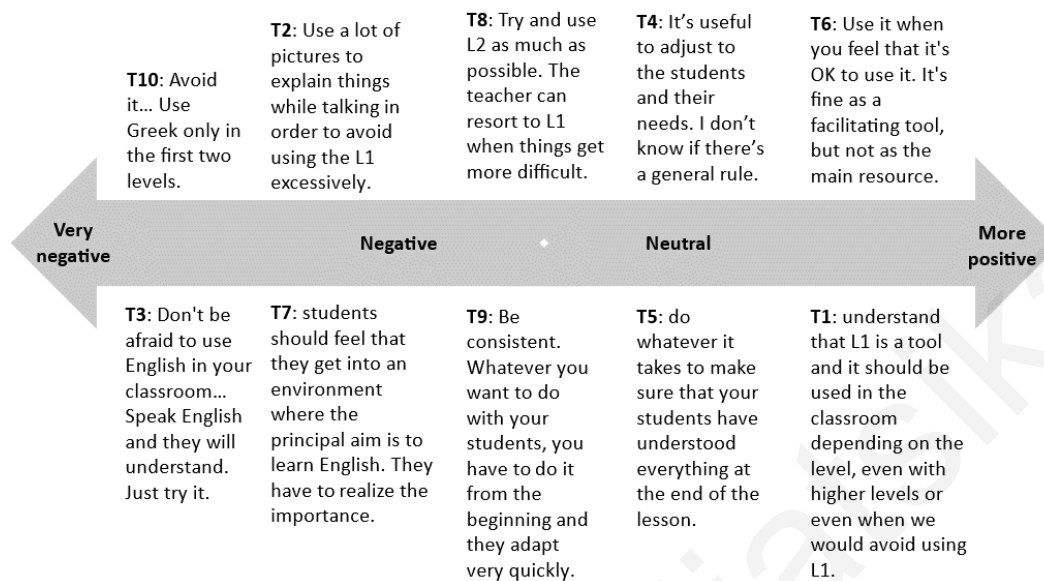 T10: Avoid
it... Use
Greek only in
the first two
levels.
T2: Use a lot of
pictures to
explain things
while talking in
order to avoid
using the L1
excessively.
T8: Try and use
L2 as much as
possible. The
teacher can
resort to L1
when things get
more difficult.
T4: It’s useful
to adjust to
the students
and their
needs. I don’t
know if there’s
a general rule.
T6: Use it when
you feel that it's
OK to use it. It's
fine as a
facilitating tool,
but not as the
main resource.
Very
negative
Negative
Neutral
More
positive
T3: Don't be
afraid to use
English in your
classroom...
Speak English
and they will
understand.
Just try it.
T7: students
should feel that
they get into an
environment
where the
principal aim is to
learn English. They
have to realize the
importance.
T9: Be
consistent.
Whatever you
want to do
with your
students, you
have to do it
from the
beginning and
they adapt
very quickly.
T5: do
whatever it
takes to make
sure that your
students have
understood
everything at
the end of the
lesson.
T1: understand
that L1 is a tool
and it should be
used in the
classroom
depending on the
level, even with
higher levels or
even when we
would avoid using
L1.